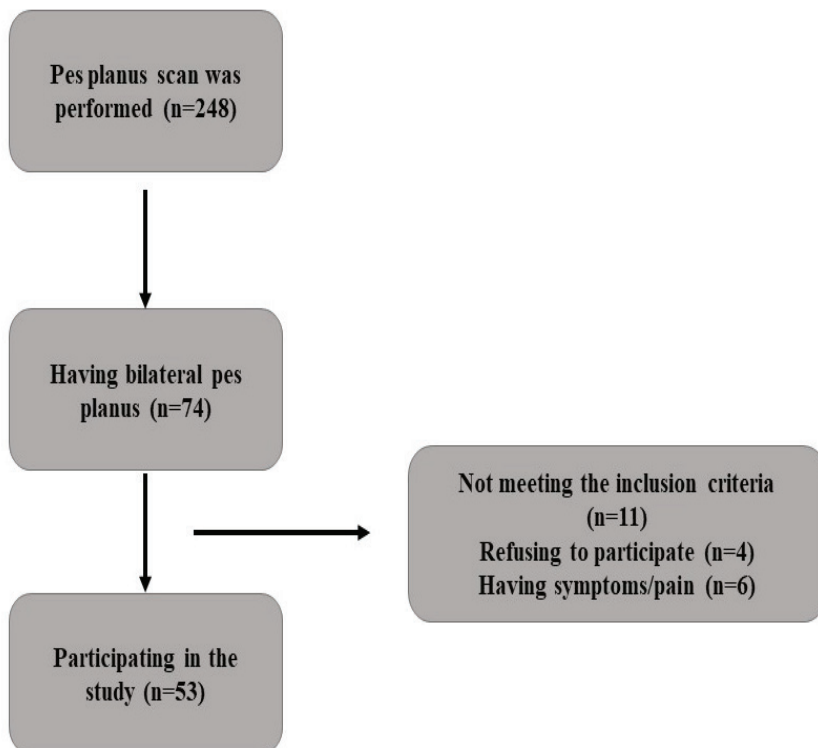 Pes planus scan was
performed (n=248)
Having bilateral pes
planus (n=74)
Not meeting the inclusion criteria
(n=11)
Refusing to participate (n=4)
Having symptoms/pain (n=6)
Participating in the
study (n=53)